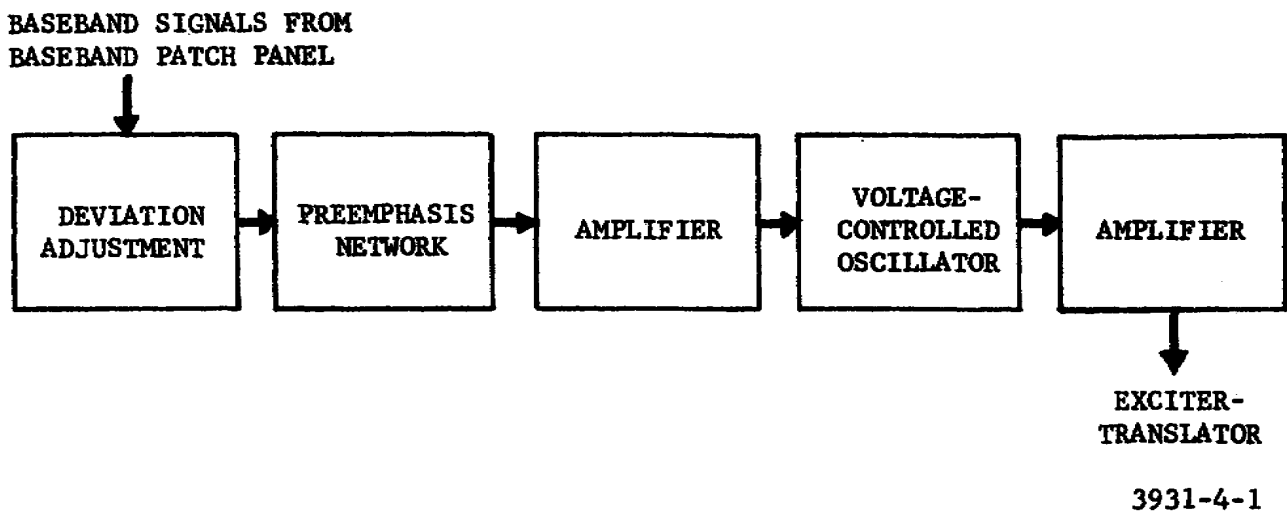 BASEBAND SIGNALS FROM
BASEBAND PATCH PANEL
DEVIATION
ADJUSTMENT
PREEMPHASIS
NETWORK
AMPLIFIER
VOLTAGE-
CONTROLLED
OSCILLATOR
AMPLIFIER
EXCITER-
TRANSLATOR
3931-4-1